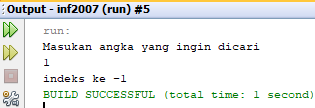 Output - inf2007 (run) #5
run:
Masukan angka yang ingin dicari
1
indeks ke -1
BUILD SUCCESSFUL (total time: 1 second)